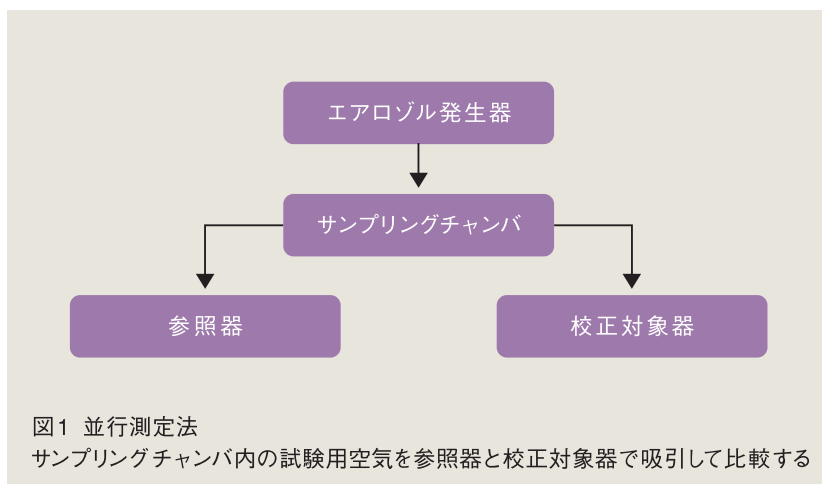 エアロゾル発生器
サンプリングチャンバ
参照器
校正対象器
図1 並行測定法
サンプリングチャンバ内の試験用空気を参照器と校正対象器で吸引して比較する